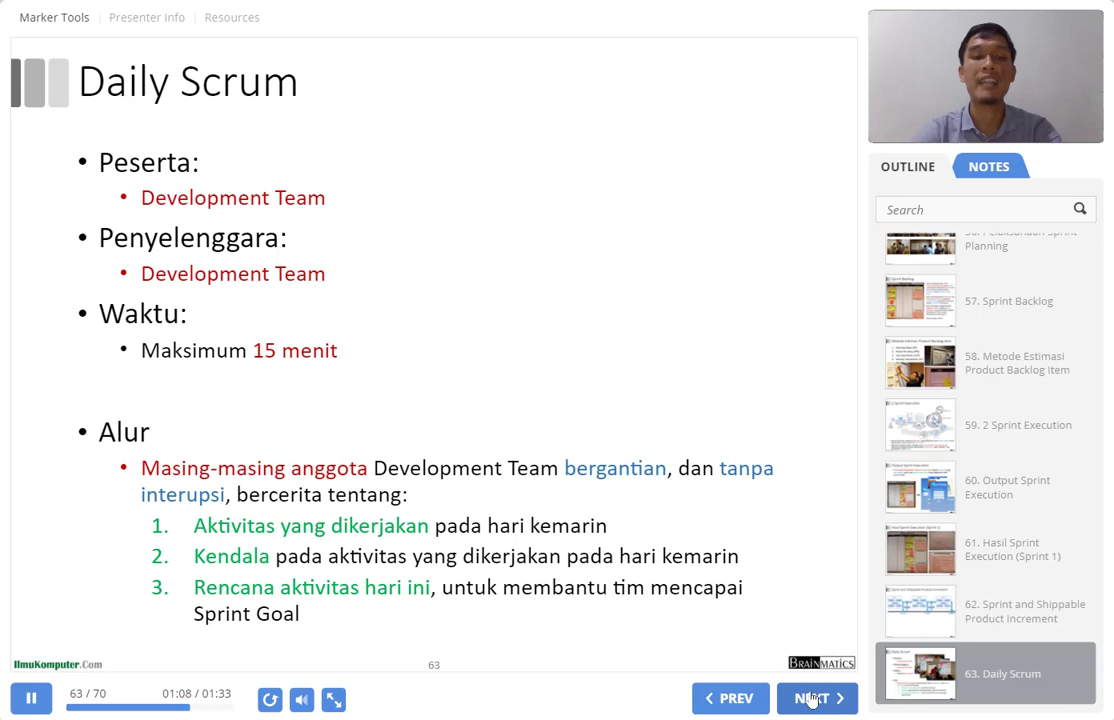 Marker Tools | Presenter Info | Resources
Daily Scrum
• Peserta:
• Development Team
• Penyelenggara:
• Development Team
• Waktu:
• Maksimum 15 menit
• Alur
• Masing-masing anggota Development Team bergantian, dan tanpa
interupsi, bercerita tentang:
1. Aktivitas yang dikerjakan pada hari kemarin
2. Kendala pada aktivitas yang dikerjakan pada hari kemarin
3. Rencana aktivitas hari ini, untuk membantu tim mencapai
Sprint Goal
IlmuKomputer.Com
63
BRAINMATICS
63 / 70
01:08 / 01:33
PREV
NEXT
OUTLINE
NOTES
Search
Planning
57. Sprint Backlog
58. Metode Estimasi
Product Backlog Item
59. 2 Sprint Execution
60. Output Sprint
Execution
61. Hasil Sprint
Execution (Sprint 1)
62. Sprint and Shippable
Product Increment
63. Daily Scrum